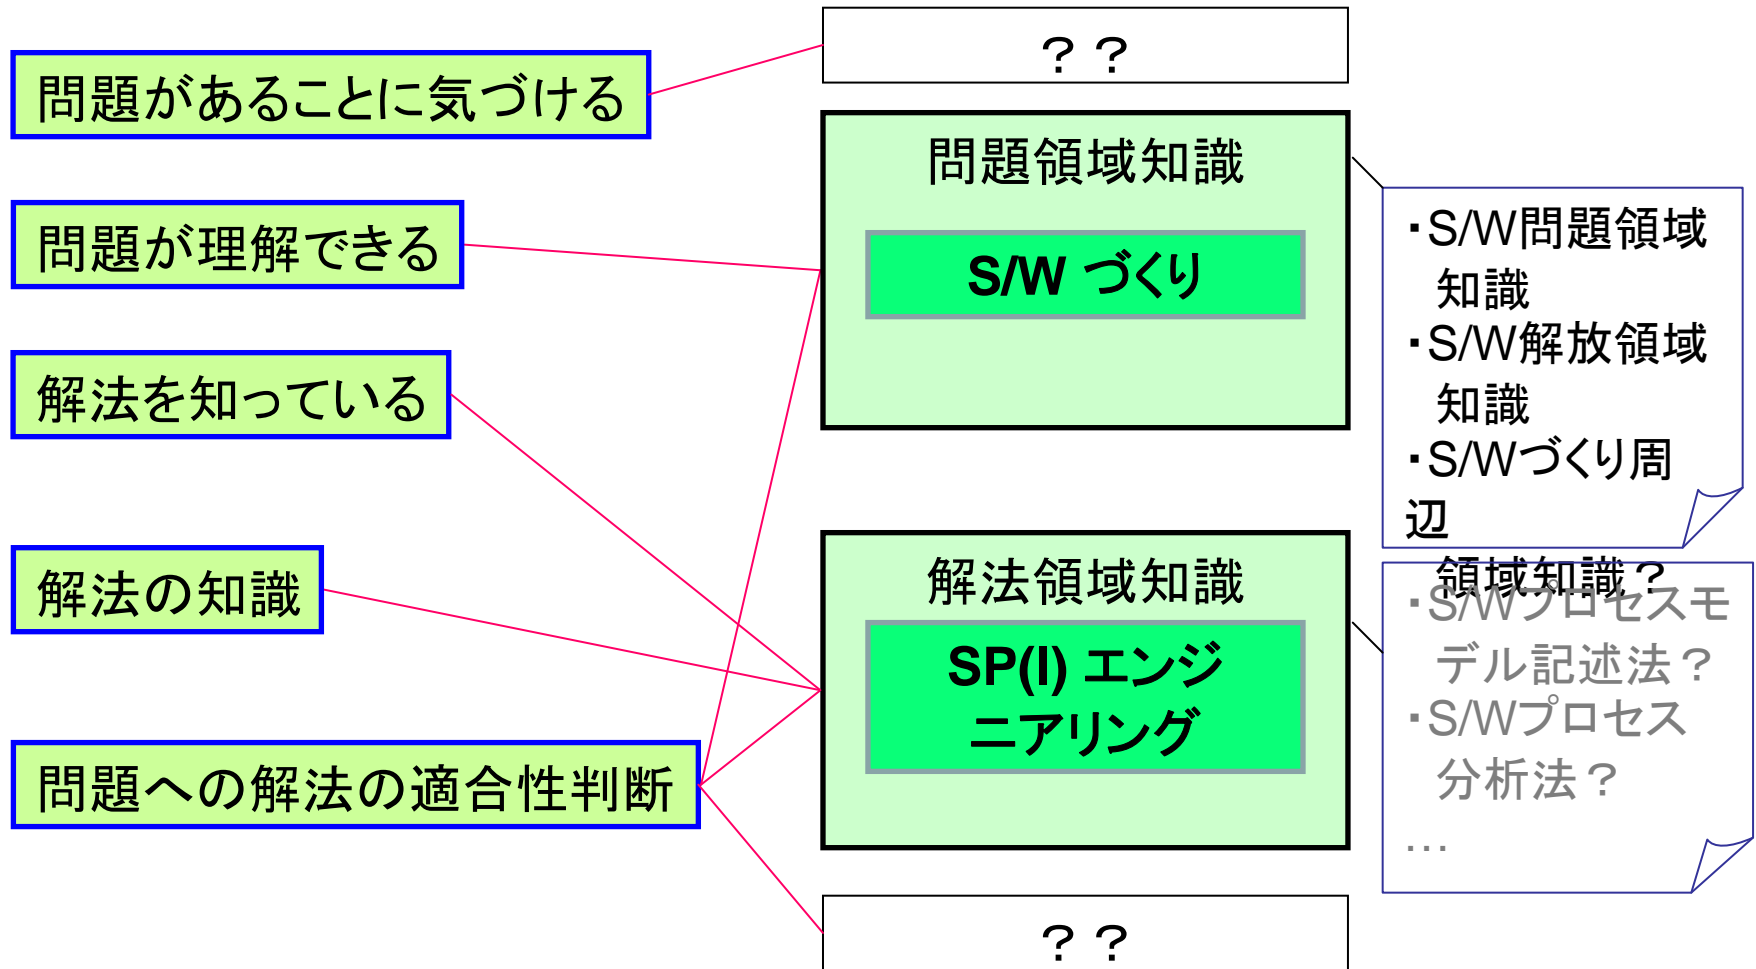 問題があることに気づける
問題が理解できる
解法を知っている
解法の知識
問題への解法の適合性判断
？？
問題領域知識
S/W づくり
解法領域知識
SP(I) エンジ
ニアリング
？？
・S/W問題領域
知識
・S/W解放領域
知識
・S/Wづくり周
辺
領域知識？
・S/Wプロセスモ
デル記述法？
・S/Wプロセス
分析法？
…